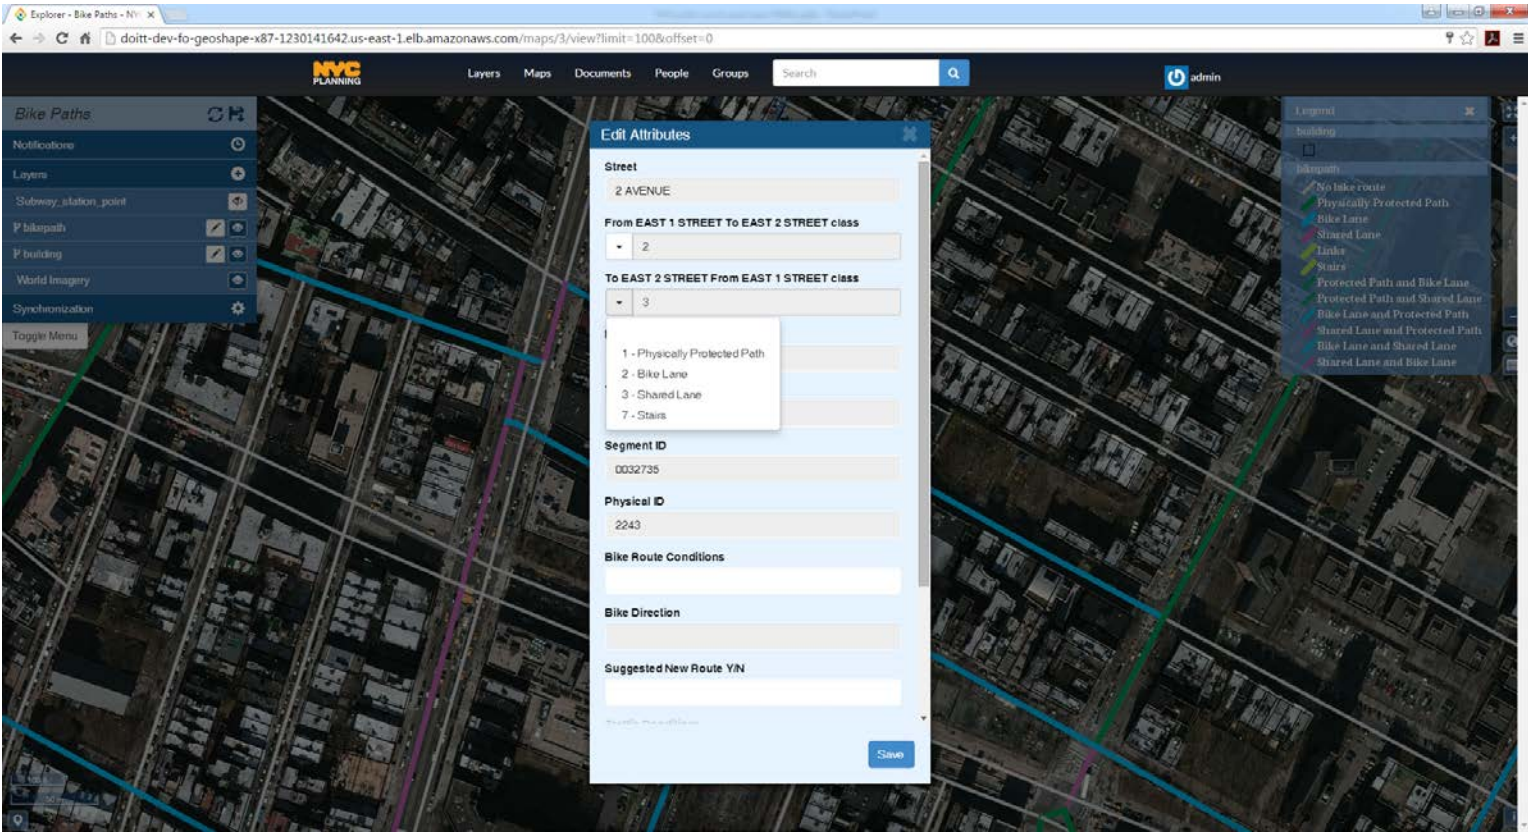 Explorer - Bike Paths - NY
doitt-dev-fo-geoshape-x87-1230141642.us-east-1.elb.amazonaws.com/maps/3/view?limit=100&offset=0
NYC
PLANNING
Layers Maps Documents People Groups Search admin
Bike Paths
Notifications
Layers
Subway_station_point
bikepath
building
World Imagery
Synchronization
Toggle Menu
Edit Attributes
Street
2 AVENUE
From EAST 1 STREET To EAST 2 STREET class
2
To EAST 2 STREET From EAST 1 STREET class
3
1 - Physically Protected Path
2 - Bike Lane
3 - Shared Lane
7 - Stairs
Segment ID
0032735
Physical ID
2243
Bike Route Conditions
Bike Direction
Suggested New Route Y/N
Save
Legend
building
bikepath
No bike route
Physically Protected Path
Bike Lane
Shared Lane
Links
Stairs
Protected Path and Bike Lane
Protected Path and Shared Lane
Bike Lane and Protected Path
Shared Lane and Protected Path
Bike Lane and Shared Lane
Shared Lane and Bike Lane